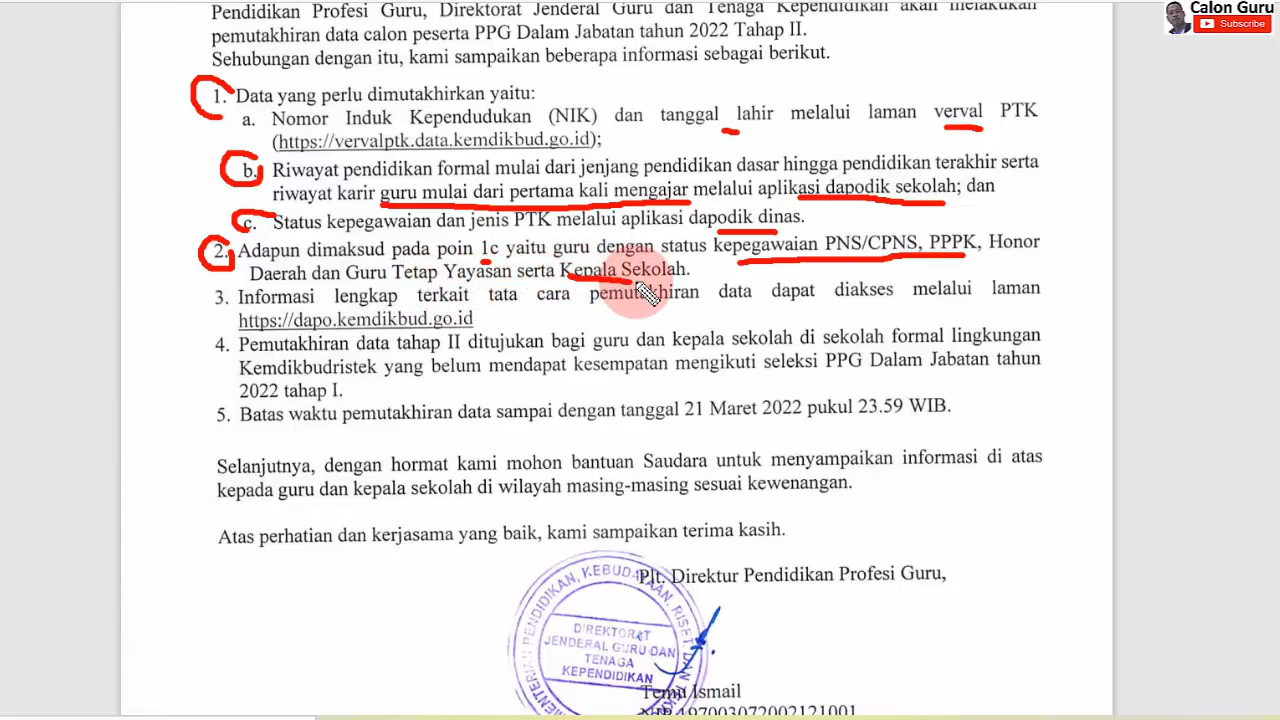 Calon Guru
Subscribe
Pendidikan Profesi Guru, Direktorat Jenderal Guru dan Tenaga Kependidikan akan melakukan
pemutakhiran data calon peserta PPG Dalam Jabatan tahun 2022 Tahap II.
Sehubungan dengan itu, kami sampaikan beberapa informasi sebagai berikut.
1. Data yang perlu dimutakhirkan yaitu:
a. Nomor Induk Kependudukan (NIK) dan tanggal lahir melalui laman verval PTK
(https://vervalptk.data.kemdikbud.go.id);
b. Riwayat pendidikan formal mulai dari jenjang pendidikan dasar hingga pendidikan terakhir serta
riwayat karir guru mulai dari pertama kali mengajar melalui aplikasi dapodik sekolah; dan
c. Status kepegawaian dan jenis PTK melalui aplikasi dapodik dinas.
2. Adapun dimaksud pada poin 1c yaitu guru dengan status kepegawaian PNS/CPNS, PPPK, Honor
Daerah dan Guru Tetap Yayasan serta Kepala Sekolah.
3. Informasi lengkap terkait tata cara pemutakhiran data dapat diakses melalui laman
https://dapo.kemdikbud.go.id
4. Pemutakhiran data tahap II ditujukan bagi guru dan kepala sekolah di sekolah formal lingkungan
Kemdikbudristek yang belum mendapat kesempatan mengikuti seleksi PPG Dalam Jabatan tahun
2022 tahap I.
5. Batas waktu pemutakhiran data sampai dengan tanggal 21 Maret 2022 pukul 23.59 WIB.
Selanjutnya, dengan hormat kami mohon bantuan Saudara untuk menyampaikan informasi di atas
kepada guru dan kepala sekolah di wilayah masing-masing sesuai kewenangan.
Atas perhatian dan kerjasama yang baik, kami sampaikan terima kasih.
Plt. Direktur Pendidikan Profesi Guru,
PENDIDIKAN, KEBUDAYAAN, RISET, DAN
DIREKTORAT
JENDERAL GURU DAN
TENAGA
KEPENDIDIKAN
Temu Ismail
NIP 197003072002121001